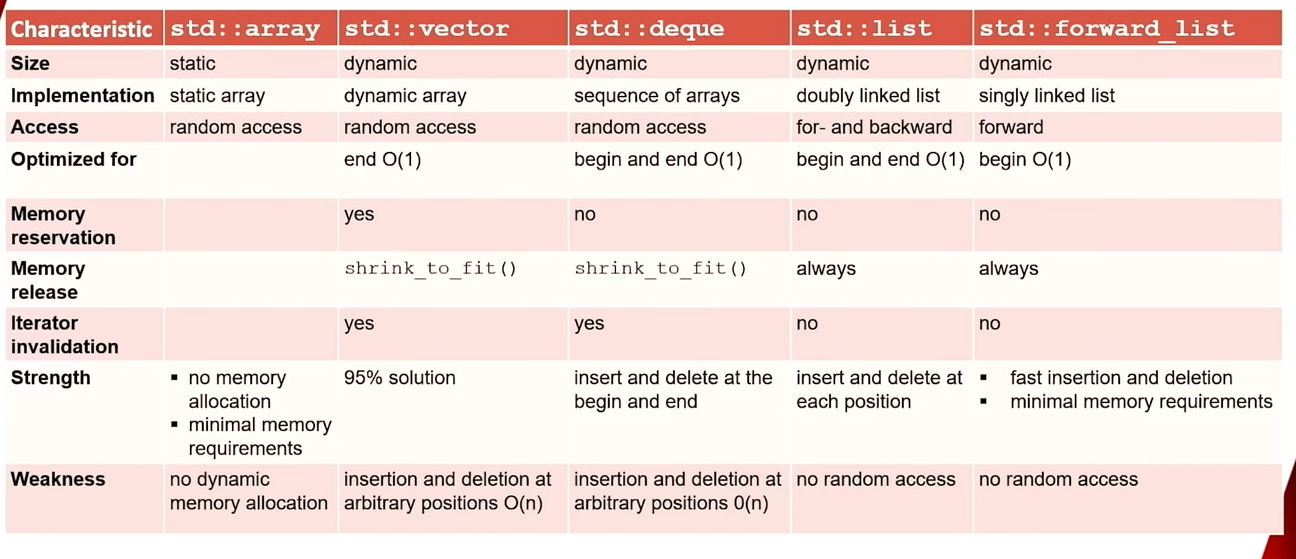 Characteristic std::array std::vector std::deque std::list std::forward_list
Size static dynamic dynamic dynamic dynamic
Implementation static array dynamic array sequence of arrays doubly linked list singly linked list
Access random access random access random access for- and backward forward
Optimized for end O(1) begin and end O(1) begin and end O(1) begin O(1)
Memory yes no no no
reservation
Memory shrink_to_fit() shrink_to_fit() always always
release
Iterator yes yes no no
invalidation
Strength ▪ no memory 95% solution insert and delete at the insert and delete at ▪ fast insertion and deletion
allocation begin and end each position ▪ minimal memory requirements
▪ minimal memory
requirements
Weakness no dynamic insertion and deletion at insertion and deletion at no random access no random access
memory allocation arbitrary positions O(n) arbitrary positions 0(n)